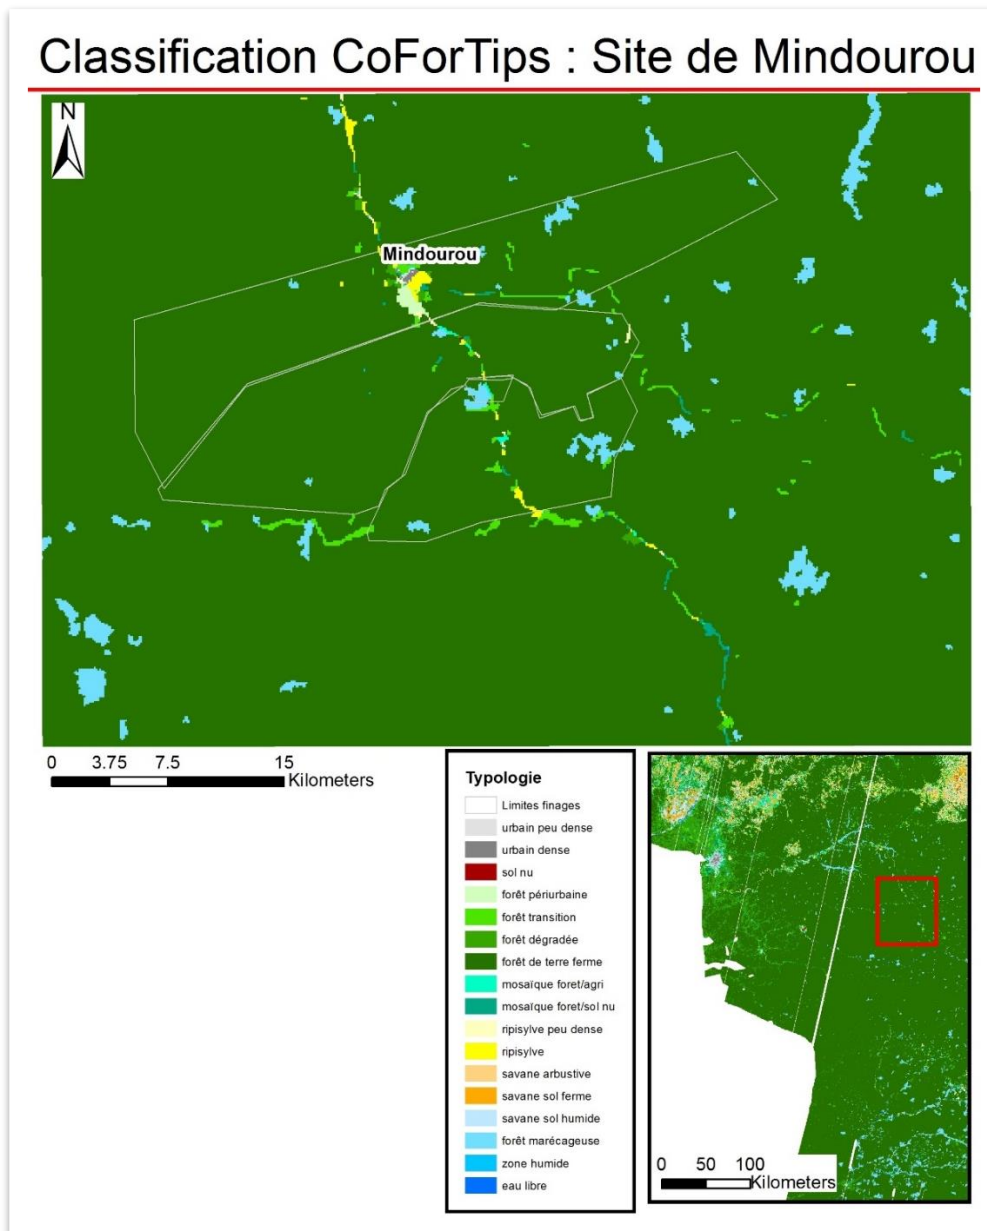 Classification CoForTips : Site de Mindourou
N
Mindourou
0 3.75 7.5 15
Kilometers
Typologie
Limites finages
urbain peu dense
urbain dense
sol nu
forêt périurbaine
forêt transition
forêt dégradée
forêt de terre ferme
mosaïque foret/agri
mosaïque foret/sol nu
ripisylve peu dense
ripisylve
savane arbustive
savane sol ferme
savane sol humide
forêt marécageuse
zone humide
eau libre
0 50 100
Kilometers